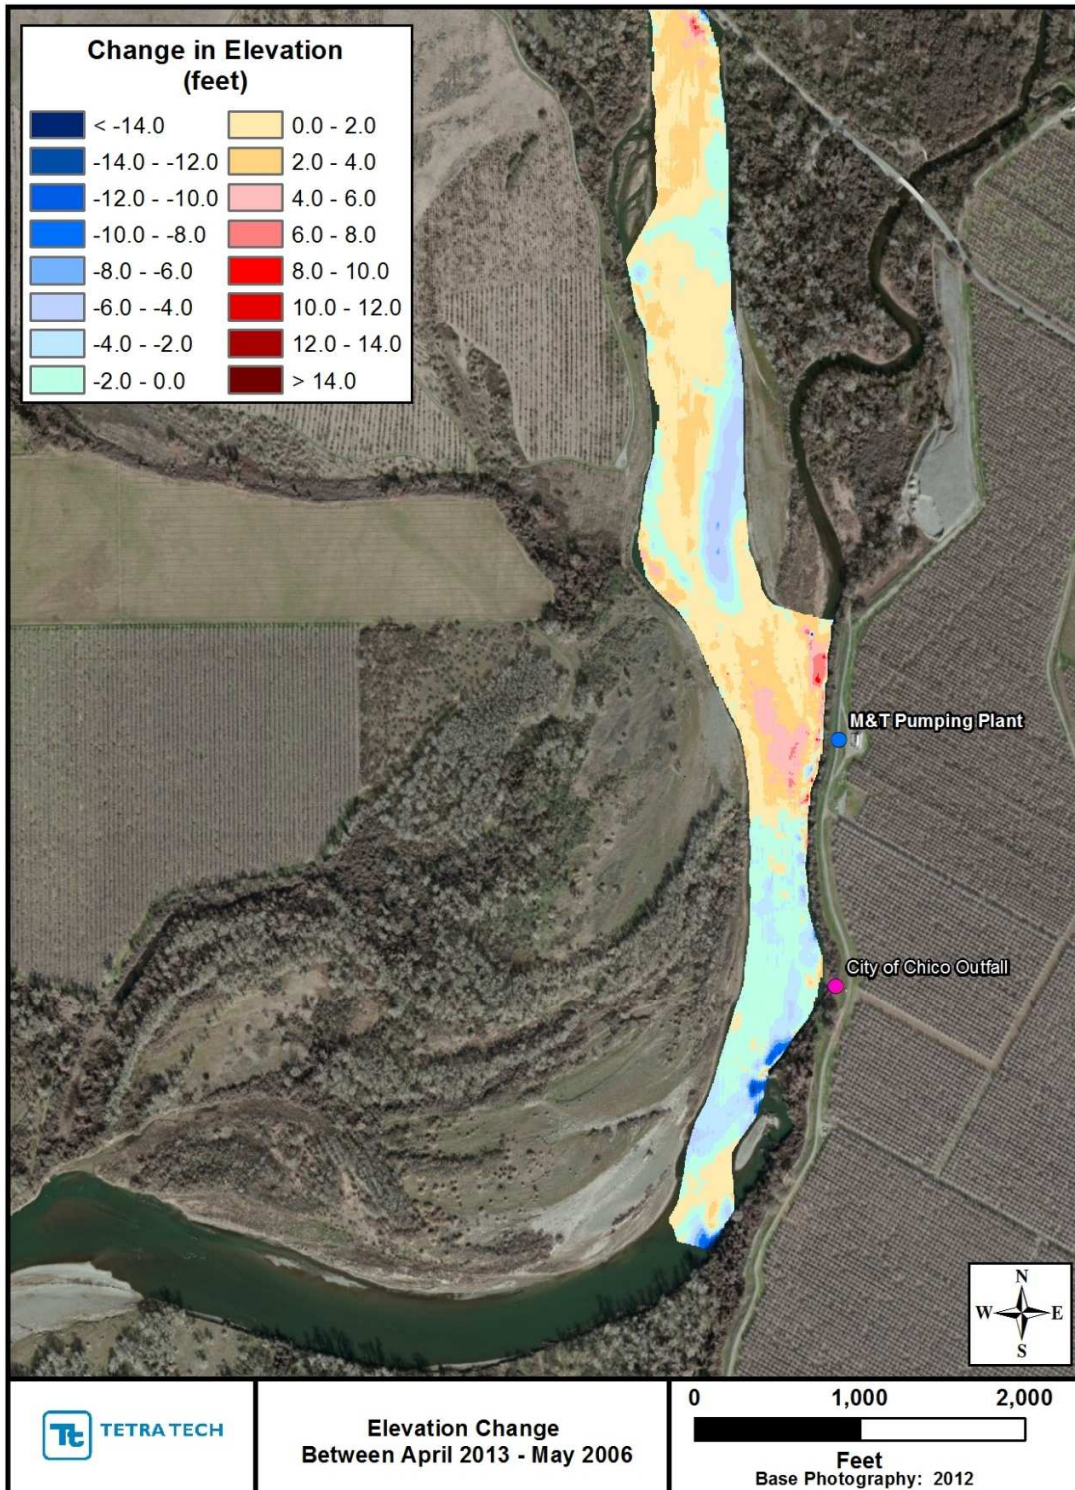 Change in Elevation
(feet)
< -14.0
-14.0 - -12.0
-12.0 - -10.0
-10.0 - -8.0
-8.0 - -6.0
-6.0 - -4.0
-4.0 - -2.0
-2.0 - 0.0
0.0 - 2.0
2.0 - 4.0
4.0 - 6.0
6.0 - 8.0
8.0 - 10.0
10.0 - 12.0
12.0 - 14.0
> 14.0
M&T Pumping Plant
City of Chico Outfall
N
W E
S
Tt TETRA TECH
Elevation Change
Between April 2013 - May 2006
0 1,000 2,000
Feet
Base Photography: 2012